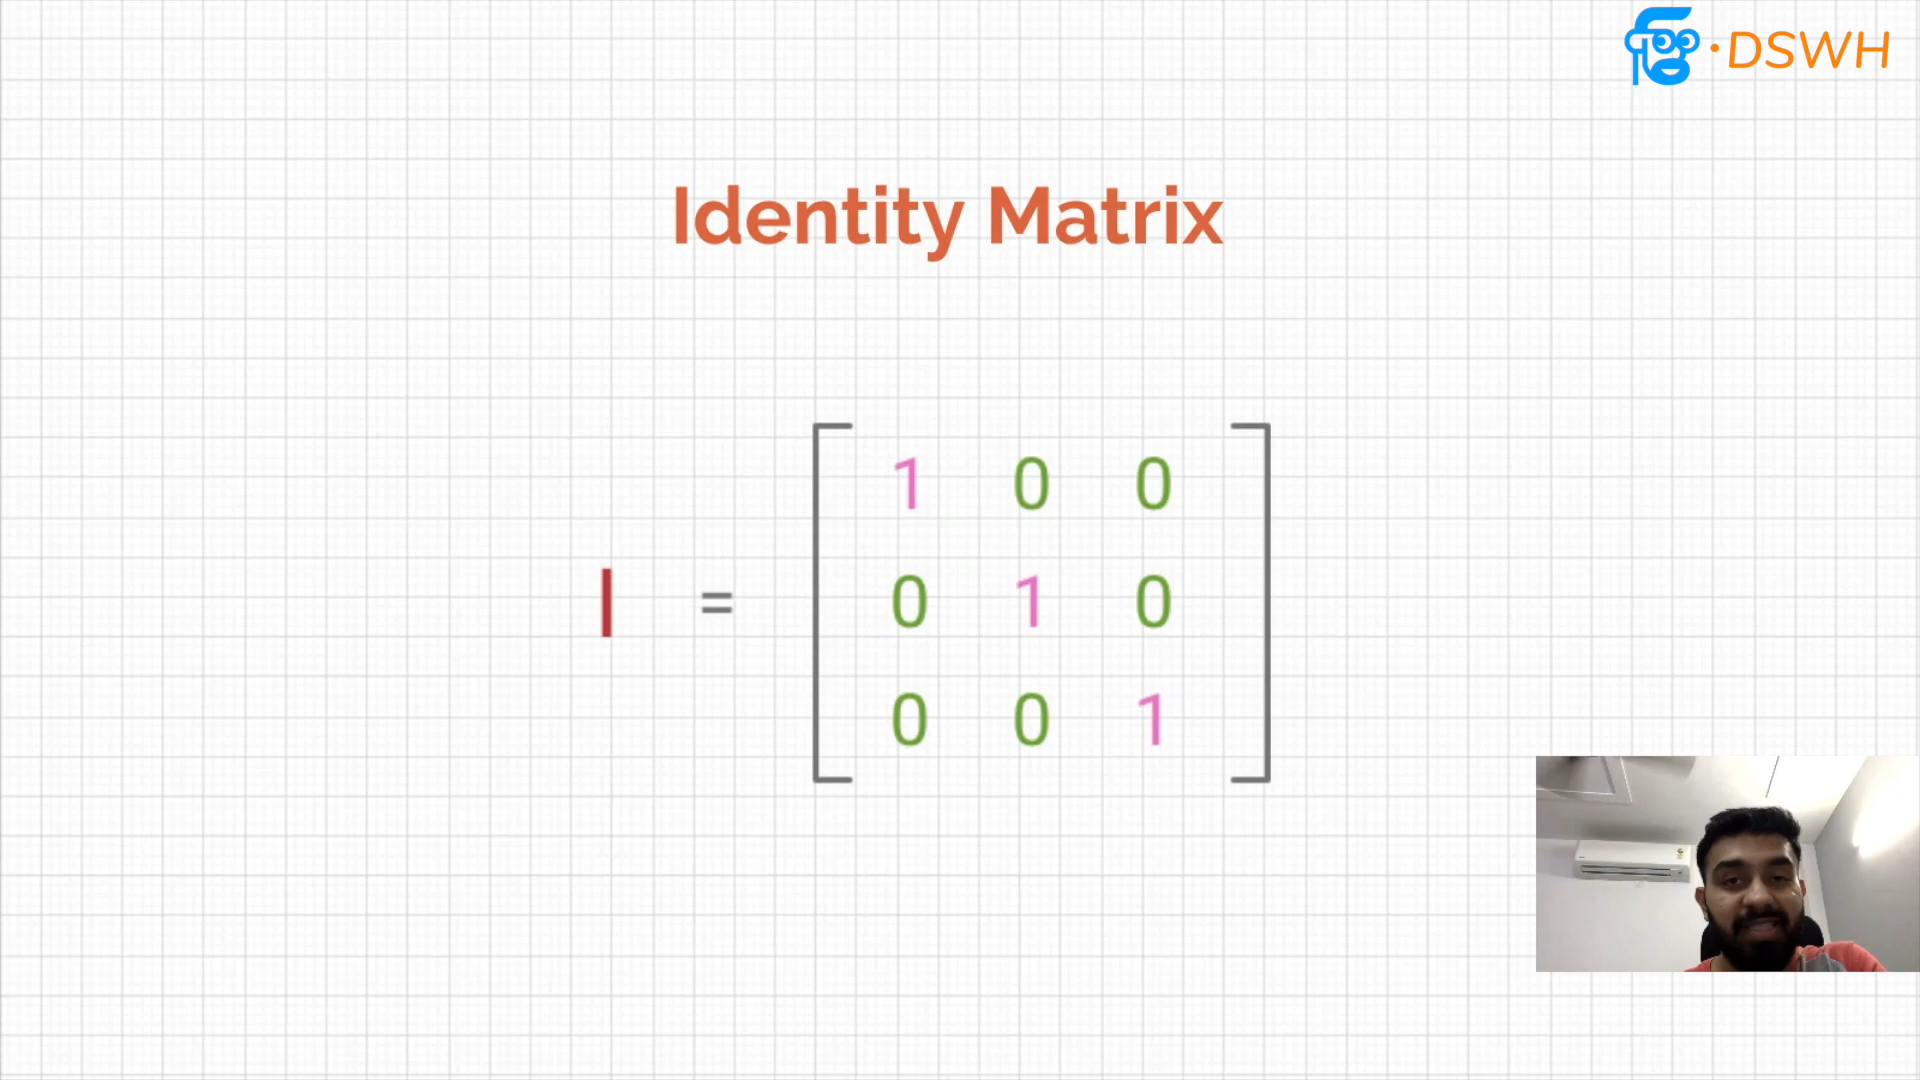 ·DSWH
Identity Matrix
I = [ 1 0 0
0 1 0
0 0 1 ]